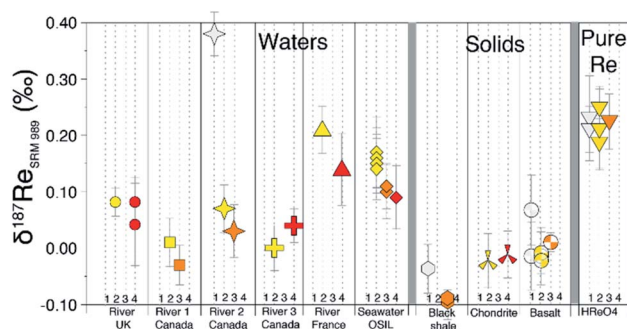 0.40
0.30
0.20
0.10
0.00
-0.10
δ¹⁸⁷Re SRM 989 (‰)
Waters
Solids
Pure
Re
1 2 3 4 1 2 3 4 1 2 3 4 1 2 3 4 1 2 3 4 1 2 3 4 1 2 3 4 1 2 3 4 1 2 3 4 1 2 3 4
River
UK
River 1
Canada
River 2
Canada
River 3
Canada
River
France
Seawater
OSIL
Black
shale
Chondrite
Basalt
HReO4